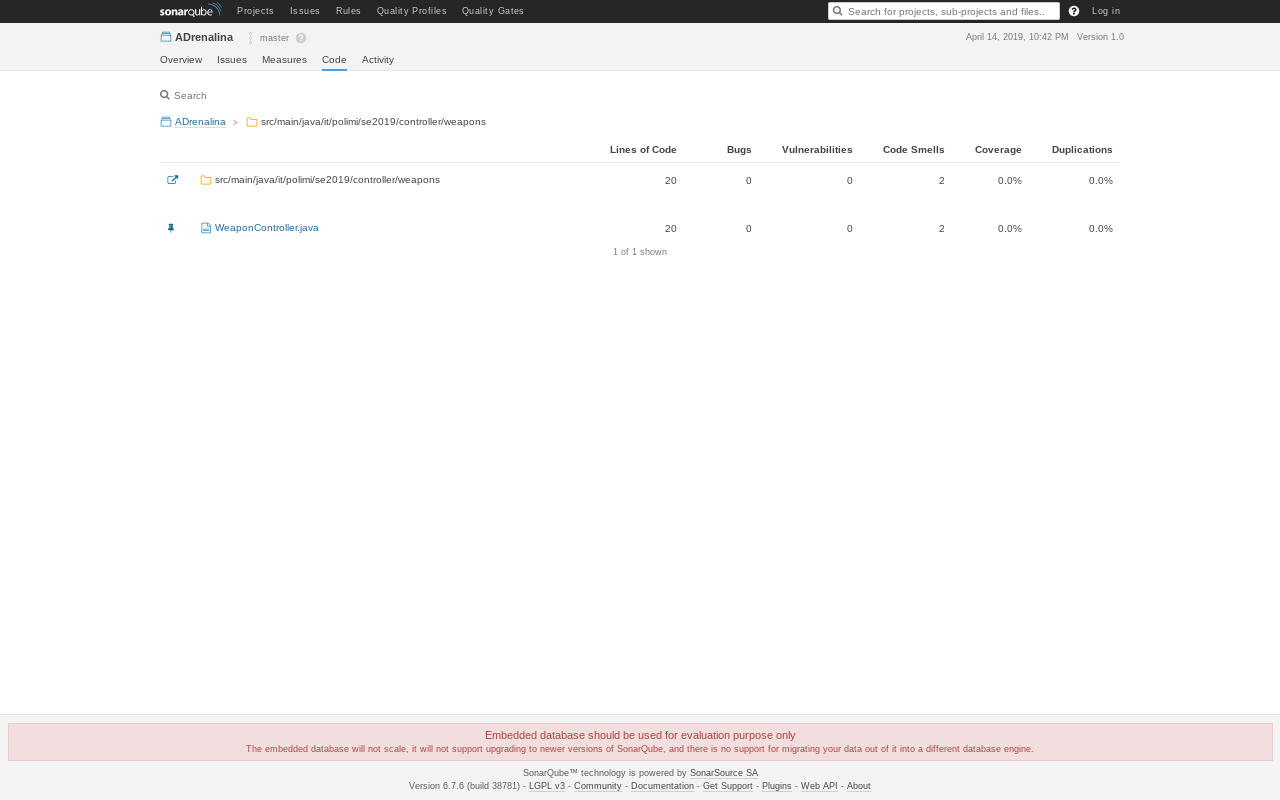 sonarqube Projects Issues Rules Quality Profiles Quality Gates Search for projects, sub-projects and files.. Log in
ADrenalina master April 14, 2019, 10:42 PM Version 1.0
Overview Issues Measures Code Activity
Search
ADrenalina > src/main/java/it/polimi/se2019/controller/weapons
Lines of Code Bugs Vulnerabilities Code Smells Coverage Duplications
src/main/java/it/polimi/se2019/controller/weapons 20 0 0 2 0.0% 0.0%
WeaponController.java 20 0 0 2 0.0% 0.0%
1 of 1 shown
Embedded database should be used for evaluation purpose only
The embedded database will not scale, it will not support upgrading to newer versions of SonarQube, and there is no support for migrating your data out of it into a different database engine.
SonarQube™ technology is powered by SonarSource SA
Version 6.7.6 (build 38781) - LGPL v3 - Community - Documentation - Get Support - Plugins - Web API - About